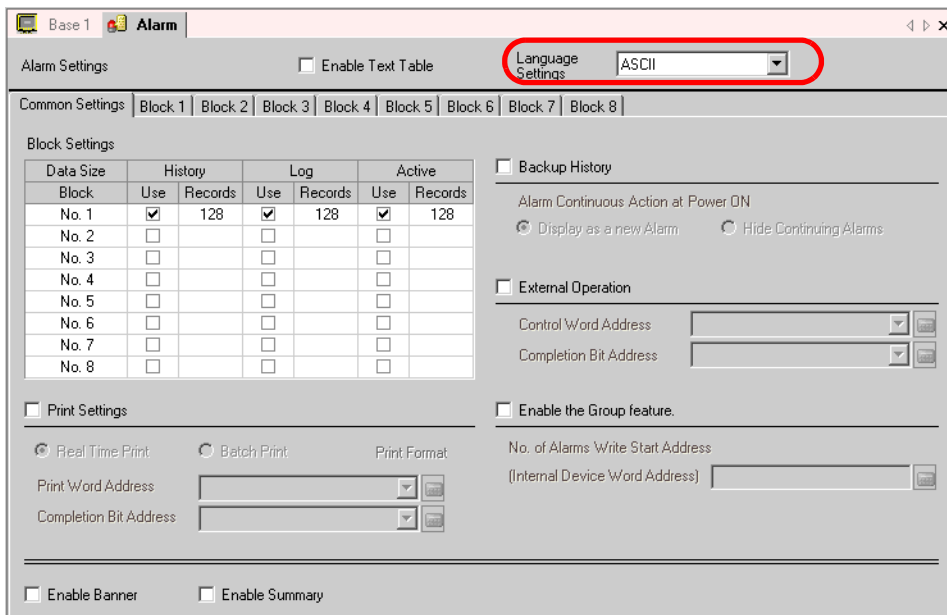 Base 1 Alarm
Alarm Settings Enable Text Table Language Settings ASCII
Common Settings Block 1 Block 2 Block 3 Block 4 Block 5 Block 6 Block 7 Block 8
Block Settings
Data Size History Log Active
Block Use Records Use Records Use Records
No. 1 128 128 128
No. 2
No. 3
No. 4
No. 5
No. 6
No. 7
No. 8
Backup History
Alarm Continuous Action at Power ON
Display as a new Alarm Hide Continuing Alarms
External Operation
Control Word Address
Completion Bit Address
Print Settings
Real Time Print Batch Print Print Format
Print Word Address
Completion Bit Address
Enable the Group feature.
No. of Alarms Write Start Address
(Internal Device Word Address)
Enable Banner Enable Summary